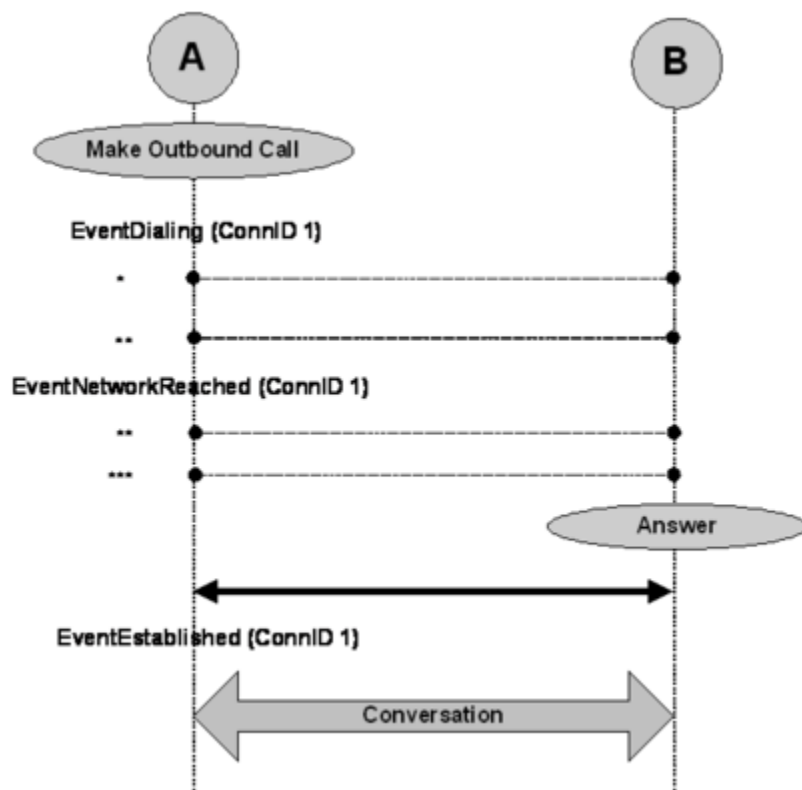 A
B
Make Outbound Call
EventDialing (ConnID 1)
*
**
EventNetworkReached (ConnID 1)
**
***
Answer
EventEstablished (ConnID 1)
Conversation